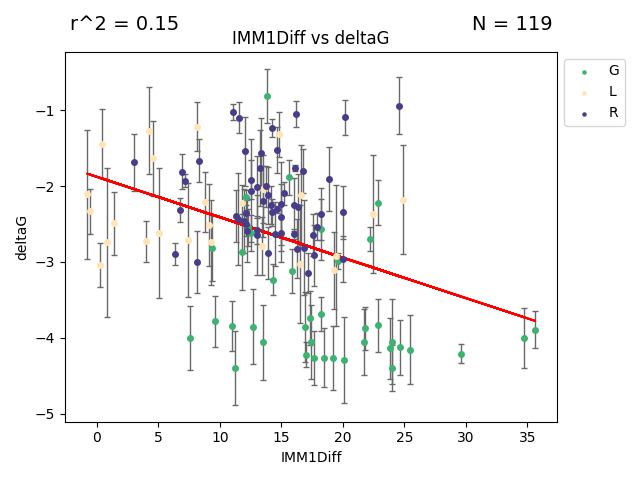 r^2 = 0.15 N = 119
IMM1Diff vs deltaG
G
L
R
−1
−2
−3
−4
−5
deltaG
0 5 10 15 20 25 30 35
IMM1Diff